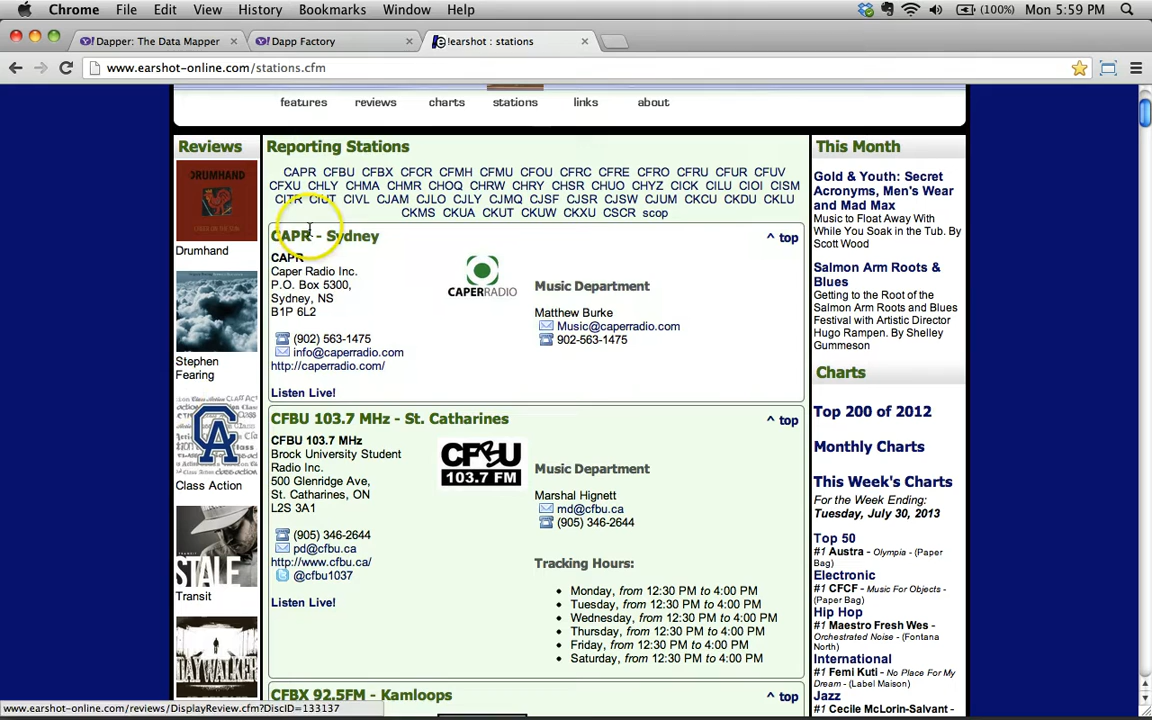 Chrome File Edit View History Bookmarks Window Help (100%) Mon 5:59 PM
Dapper: The Data Mapper
Dapp Factory
!earshot : stations
www.earshot-online.com/stations.cfm
features reviews charts stations links about
Reviews
DRUMHAND
Drumhand
Stephen
Fearing
CA
Class Action
STALE
Transit
DAYWALKER
Reporting Stations
CAPR CFBU CFBX CFCR CFMH CFMU CFOU CFRC CFRE CFRO CFRU CFUR CFUV
CFXU CHLY CHMA CHMR CHOQ CHRW CHRY CHSR CHUO CHYZ CICK CILU CIOI CISM
CITR CIUT CIVL CJAM CJLO CJLY CJMQ CJSF CJSR CJSW CJUM CKCU CKDU CKLU
CKMS CKUA CKUT CKUW CKXU CSCR scop
CAPR - Sydney
^ top
CAPR
Caper Radio Inc.
P.O. Box 5300,
Sydney, NS
B1P 6L2
(902) 563-1475
info@caperradio.com
http://caperradio.com/
Listen Live!
CAPERRADIO
Music Department
Matthew Burke
Music@caperradio.com
902-563-1475
CFBU 103.7 MHz - St. Catharines
^ top
CFBU 103.7 MHz
Brock University Student
Radio Inc.
500 Glenridge Ave,
St. Catharines, ON
L2S 3A1
(905) 346-2644
pd@cfbu.ca
http://www.cfbu.ca/
@cfbu1037
Listen Live!
CFBU
103.7 FM
Music Department
Marshal Hignett
md@cfbu.ca
(905) 346-2644
Tracking Hours:
Monday, from 12:30 PM to 4:00 PM
Tuesday, from 12:30 PM to 4:00 PM
Wednesday, from 12:30 PM to 4:00 PM
Thursday, from 12:30 PM to 4:00 PM
Friday, from 12:30 PM to 4:00 PM
Saturday, from 12:30 PM to 4:00 PM
CFBX 92.5FM - Kamloops
^ top
This Month
Gold & Youth: Secret
Acronyms, Men's Wear
and Mad Max
Music to Float Away With
While You Soak in the Tub. By
Scott Wood
Salmon Arm Roots &
Blues
Getting to the Root of the
Salmon Arm Roots and Blues
Festival with Artistic Director
Hugo Rampen. By Shelley
Gummeson
Charts
Top 200 of 2012
Monthly Charts
This Week's Charts
For the Week Ending:
Tuesday, July 30, 2013
Top 50
#1 Austra - Olympia - (Paper
Bag)
Electronic
#1 CFCF - Music For Objects -
(Paper Bag)
Hip Hop
#1 Maestro Fresh Wes -
Orchestrated Noise - (Fontana
North)
International
#1 Femi Kuti - No Place For My
Dream - (Label Maison)
Jazz
#1 Cecile McLorin-Salvant -
www.earshot-online.com/reviews/DisplayReview.cfm?DiscID=133137